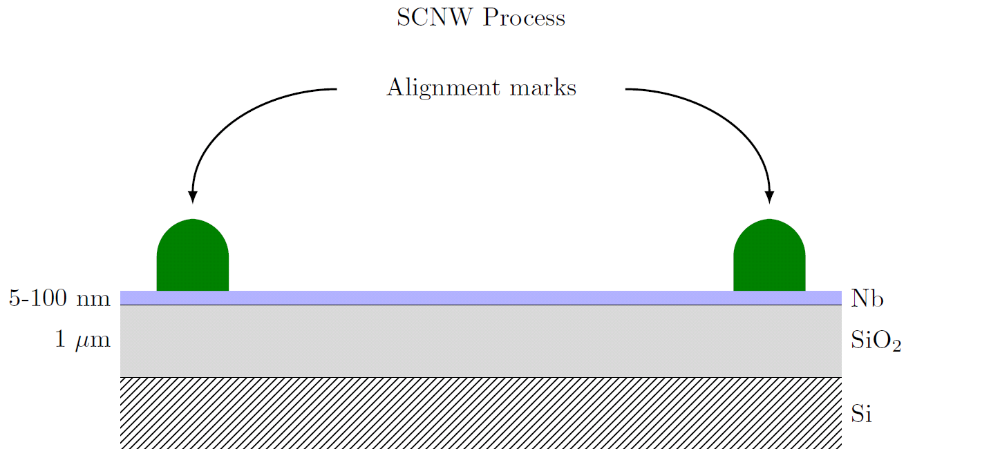 SCNW Process
Alignment marks
5-100 nm
Nb
1 μm
SiO₂
Si